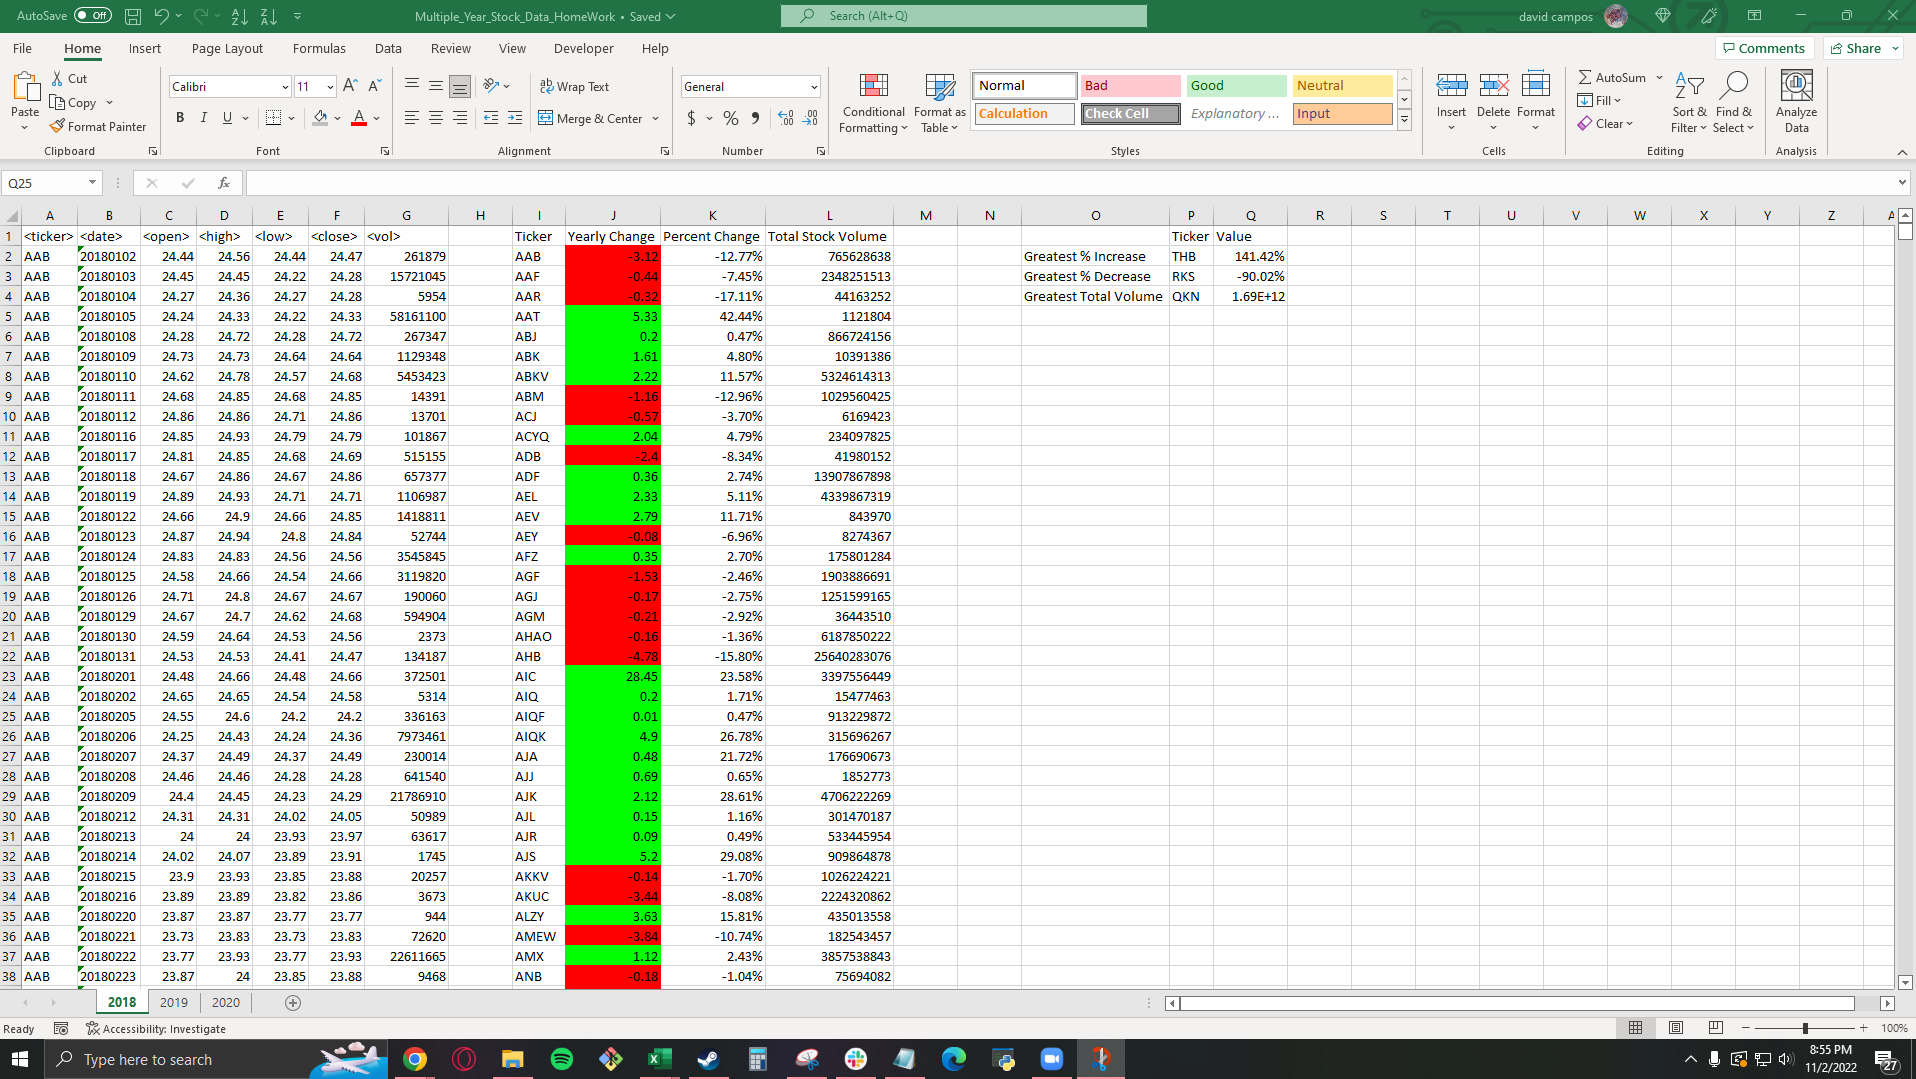 AutoSave Off Multiple_Year_Stock_Data_HomeWork • Saved Search (Alt+Q) david campos
File Home Insert Page Layout Formulas Data Review View Developer Help Comments Share
Paste Cut Copy Format Painter Clipboard
Calibri 11 B I U Font
Wrap Text Merge & Center Alignment
General $ % Number
Conditional Formatting Format as Table
Normal Bad Good Neutral
Calculation Check Cell Explanatory ... Input
Styles
Insert Delete Format Cells
AutoSum Fill Clear Sort & Filter Find & Select Editing
Analyze Data Analysis
Q25 fx
A B C D E F G H I J K L M N O P Q R S T U V W X Y Z A
1 <ticker> <date> <open> <high> <low> <close> <vol> Ticker Yearly Change Percent Change Total Stock Volume Ticker Value
2 AAB 20180102 24.44 24.56 24.44 24.47 261879 AAB -3.12 -12.77% 765628638 Greatest % Increase THB 141.42%
3 AAB 20180103 24.45 24.45 24.22 24.28 15721045 AAF -0.44 -7.45% 2348251513 Greatest % Decrease RKS -90.02%
4 AAB 20180104 24.27 24.36 24.27 24.28 5954 AAR -0.32 -17.11% 44163252 Greatest Total Volume QKN 1.69E+12
5 AAB 20180105 24.24 24.33 24.22 24.33 58161100 AAT 5.33 42.44% 1121804
6 AAB 20180108 24.28 24.72 24.28 24.72 267347 ABJ 0.2 0.47% 866724156
7 AAB 20180109 24.73 24.73 24.64 24.64 1129348 ABK 1.61 4.80% 10391386
8 AAB 20180110 24.62 24.78 24.57 24.68 5453423 ABKV 2.22 11.57% 5324614313
9 AAB 20180111 24.68 24.85 24.68 24.85 14391 ABM -1.16 -12.96% 1029560425
10 AAB 20180112 24.86 24.86 24.71 24.86 13701 ACJ -0.57 -3.70% 6169423
11 AAB 20180116 24.85 24.93 24.79 24.79 101867 ACYQ 2.04 4.79% 234097825
12 AAB 20180117 24.81 24.85 24.68 24.69 515155 ADB -2.4 -8.34% 41980152
13 AAB 20180118 24.67 24.86 24.67 24.86 657377 ADF 0.36 2.74% 13907867898
14 AAB 20180119 24.89 24.93 24.71 24.71 1106987 AEL 2.33 5.11% 4339867319
15 AAB 20180122 24.66 24.9 24.66 24.85 1418811 AEV 2.79 11.71% 843970
16 AAB 20180123 24.87 24.94 24.8 24.84 52744 AEY -0.08 -6.96% 8274367
17 AAB 20180124 24.83 24.83 24.56 24.56 3545845 AFZ 0.35 2.70% 175801284
18 AAB 20180125 24.58 24.66 24.54 24.66 3119820 AGF -1.53 -2.46% 1903886691
19 AAB 20180126 24.71 24.8 24.67 24.67 190060 AGJ -0.17 -2.75% 1251599165
20 AAB 20180129 24.67 24.7 24.62 24.68 594904 AGM -0.21 -2.92% 36443510
21 AAB 20180130 24.59 24.64 24.53 24.56 2373 AHAO -0.16 -1.36% 6187850222
22 AAB 20180131 24.53 24.53 24.41 24.47 134187 AHB -4.78 -15.80% 25640283076
23 AAB 20180201 24.48 24.66 24.48 24.66 372501 AIC 28.45 23.58% 3397556449
24 AAB 20180202 24.65 24.65 24.54 24.58 5314 AIQ 0.2 1.71% 15477463
25 AAB 20180205 24.55 24.6 24.2 24.2 336163 AIQF 0.01 0.47% 913229872
26 AAB 20180206 24.25 24.43 24.24 24.36 7973461 AIQK 4.9 26.78% 315696267
27 AAB 20180207 24.37 24.49 24.37 24.49 230014 AJA 0.48 21.72% 176690673
28 AAB 20180208 24.46 24.46 24.28 24.28 641540 AJJ 0.69 0.65% 1852773
29 AAB 20180209 24.4 24.45 24.23 24.29 21786910 AJK 2.12 28.61% 4706222269
30 AAB 20180212 24.31 24.31 24.02 24.05 50989 AJL 0.15 1.16% 301470187
31 AAB 20180213 24 24 23.93 23.97 63617 AJR 0.09 0.49% 533445954
32 AAB 20180214 24.02 24.07 23.89 23.91 1745 AJS 5.2 29.08% 909864878
33 AAB 20180215 23.9 23.93 23.85 23.88 20257 AKKV -0.14 -1.70% 1026224221
34 AAB 20180216 23.89 23.89 23.82 23.86 3673 AKUC -3.44 -8.08% 2224320862
35 AAB 20180220 23.87 23.87 23.77 23.77 944 ALZY 3.63 15.81% 435013558
36 AAB 20180221 23.73 23.83 23.73 23.83 72620 AMEW -3.84 -10.74% 182543457
37 AAB 20180222 23.77 23.93 23.77 23.93 22611665 AMX 1.12 2.43% 3857538843
38 AAB 20180223 23.87 24 23.85 23.88 9468 ANB -0.18 -1.04% 75694082
2018 2019 2020
Ready Accessibility: Investigate 100%
Type here to search 8:55 PM
11/2/2022 27